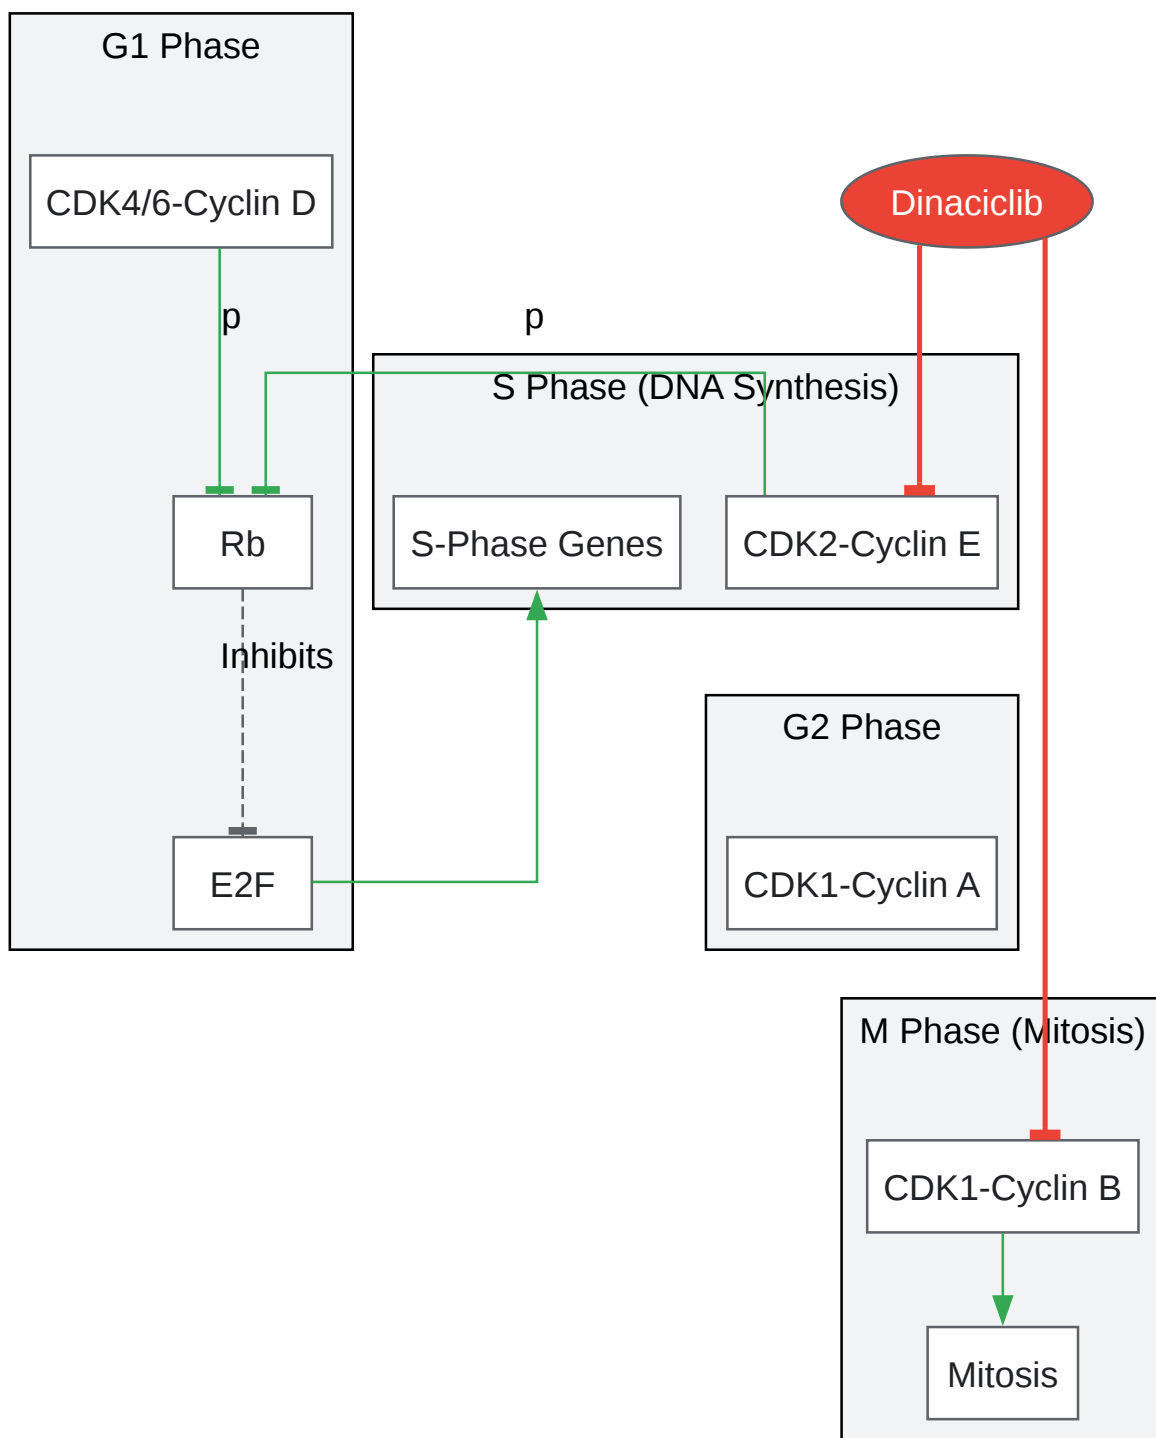 G1 Phase
CDK4/6-Cyclin D
Dinaciclib
p
p
S Phase (DNA Synthesis)
Rb
S-Phase Genes
CDK2-Cyclin E
Inhibits
G2 Phase
E2F
CDK1-Cyclin A
M Phase (Mitosis)
CDK1-Cyclin B
Mitosis